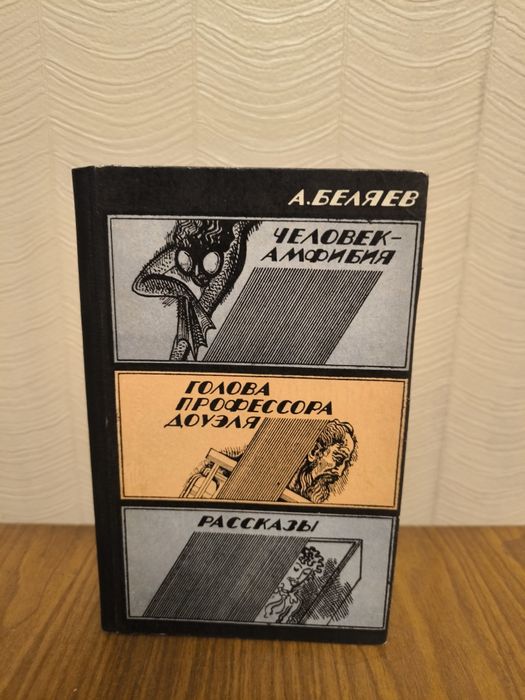 А.БЕЛЯЕВ
ЧЕЛОВЕК-
АМФИБИЯ
ГОЛОВА
ПРОФЕССОРА
ДОУЭЛЯ
РАССКАЗЫ